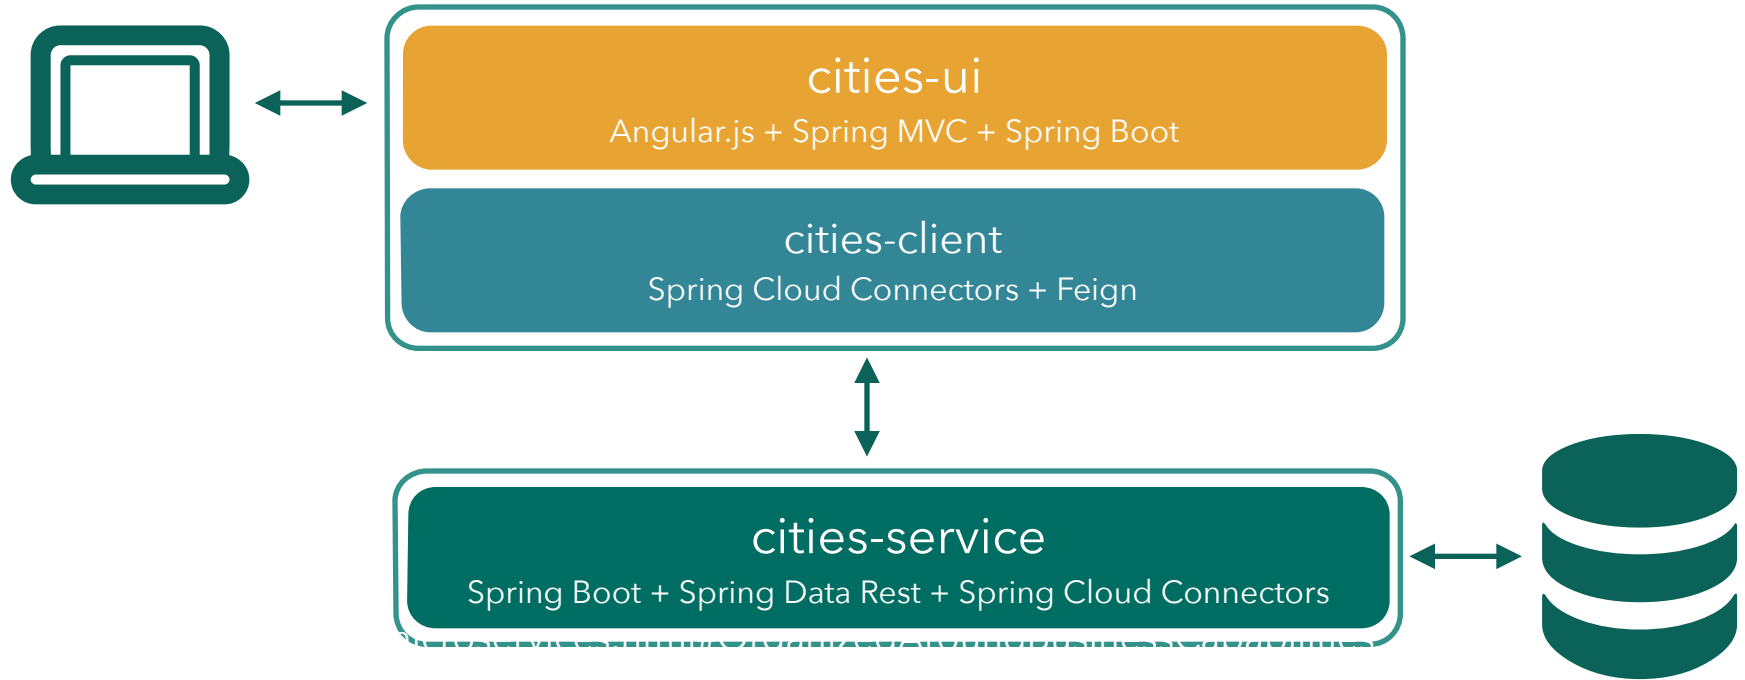 cities-ui
Angular.js + Spring MVC + Spring Boot
cities-client
Spring Cloud Connectors + Feign
cities-service
Spring Boot + Spring Data Rest + Spring Cloud Connectors